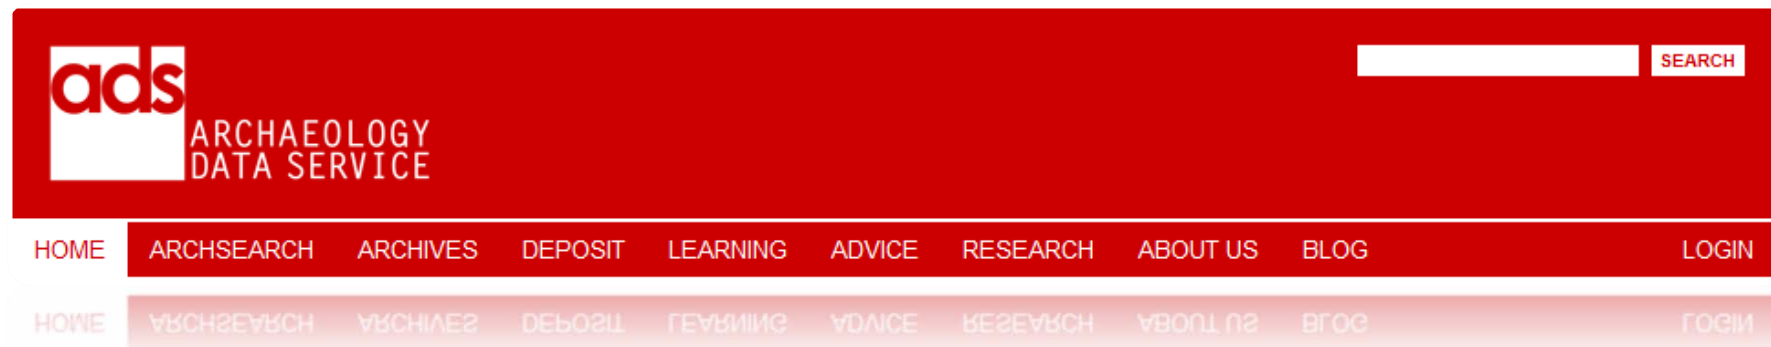 ads
ARCHAEOLOGY
DATA SERVICE
SEARCH
HOME ARCHSEARCH ARCHIVES DEPOSIT LEARNING ADVICE RESEARCH ABOUT US BLOG LOGIN